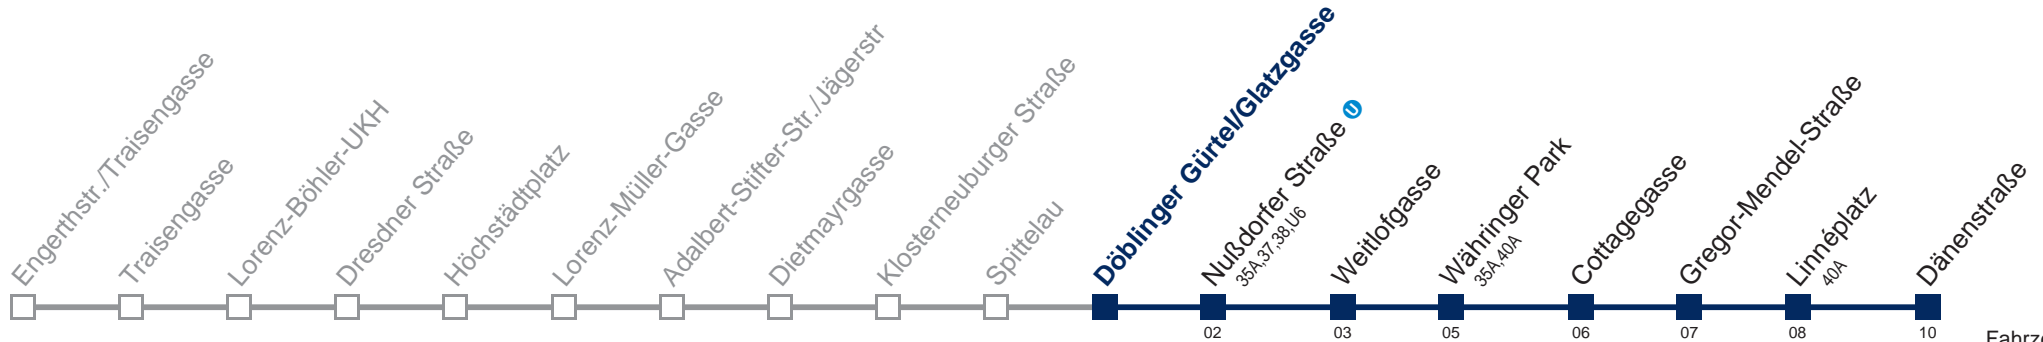 Engerthstr./Traisengasse
Traisengasse
Lorenz-Böhler-UKH
Dresdner Straße
Höchstädtplatz
Lorenz-Müller-Gasse
Adalbert-Stifter-Str./Jägerstr
Dietmayrgasse
Klosterneuburger Straße
Spittelau
Döblinger Gürtel/Glatzgasse
Nußdorfer Straße U
35A,37,38,U6
Weitlofgasse
Währinger Park
35A,40A
Cottagegasse
Gregor-Mendel-Straße
Linnéplatz
40A
Dänenstraße
02 03 05 06 07 08 10